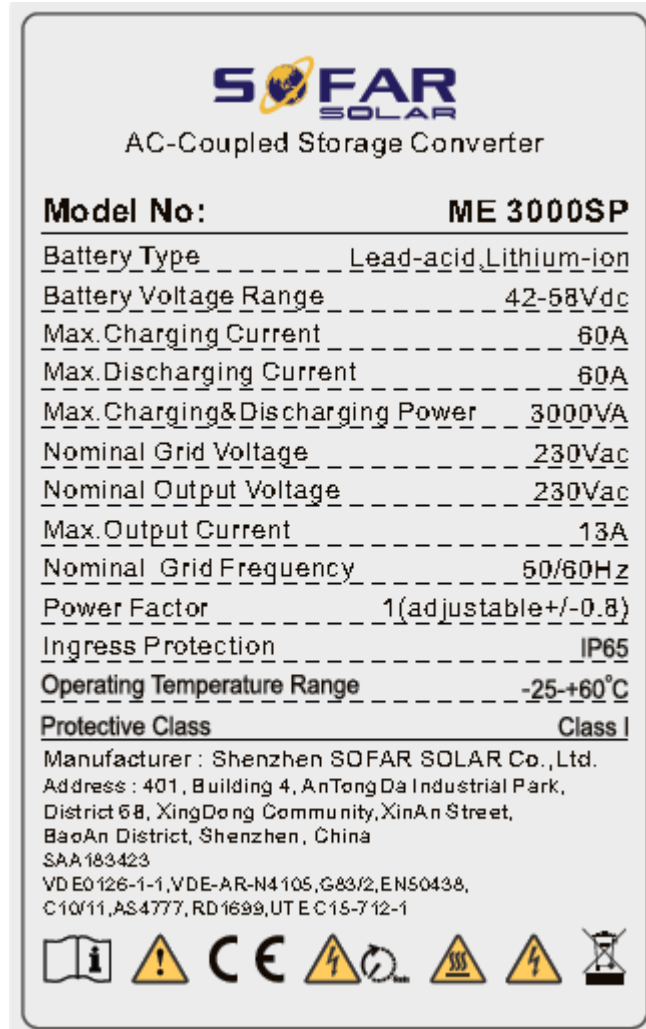 SOFAR
SOLAR
AC-Coupled Storage Converter
Model No: ME 3000SP
Battery Type Lead-acid,Lithium-ion
Battery Voltage Range 42-58Vdc
Max.Charging Current 60A
Max.Discharging Current 60A
Max.Charging&Discharging Power 3000VA
Nominal Grid Voltage 230Vac
Nominal Output Voltage 230Vac
Max.Output Current 13A
Nominal Grid Frequency 50/60Hz
Power Factor 1(adjustable+/-0.8)
Ingress Protection IP65
Operating Temperature Range -25-+60°C
Protective Class Class I
Manufacturer : Shenzhen SOFAR SOLAR Co.,Ltd.
Address : 401, Building 4, AnTongDa Industrial Park,
District 68, XingDong Community,XinAn Street,
BaoAn District, Shenzhen, China
SAA183423
VDE0126-1-1,VDE-AR-N4105,G83/2,EN50438,
C10/11,AS4777,RD1699,UTE C15-712-1
CE